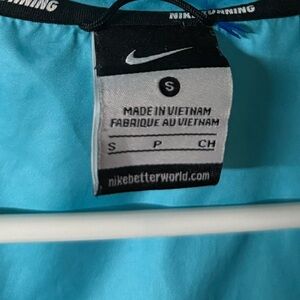 NIKE RUNNING
S
MADE IN VIETNAM
FABRIQUE AU VIETNAM
S P CH
nikebetterworld.com